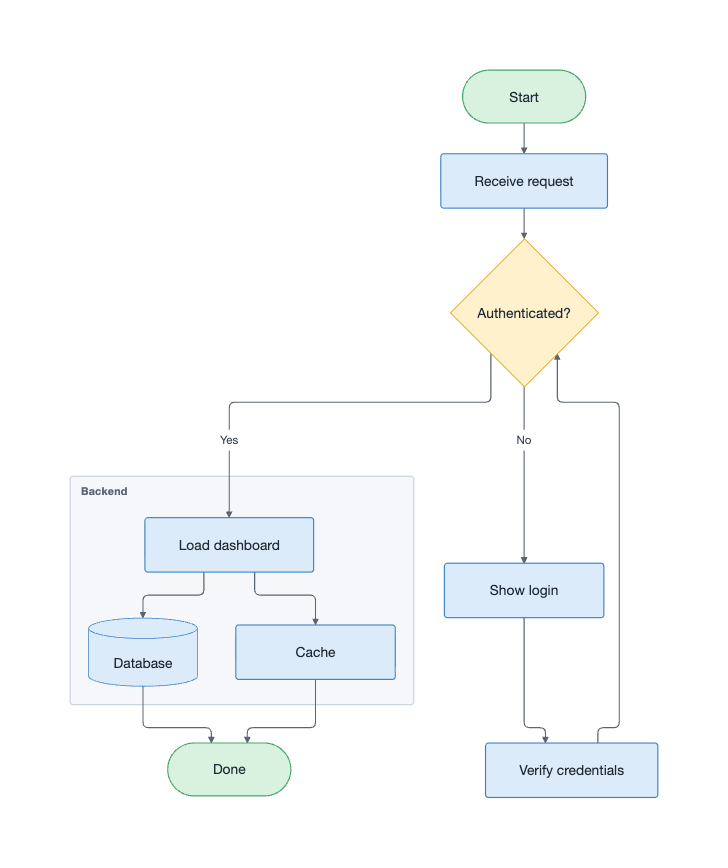 Start
Receive request
Authenticated?
Yes
No
Backend
Load dashboard
Show login
Database
Cache
Done
Verify credentials